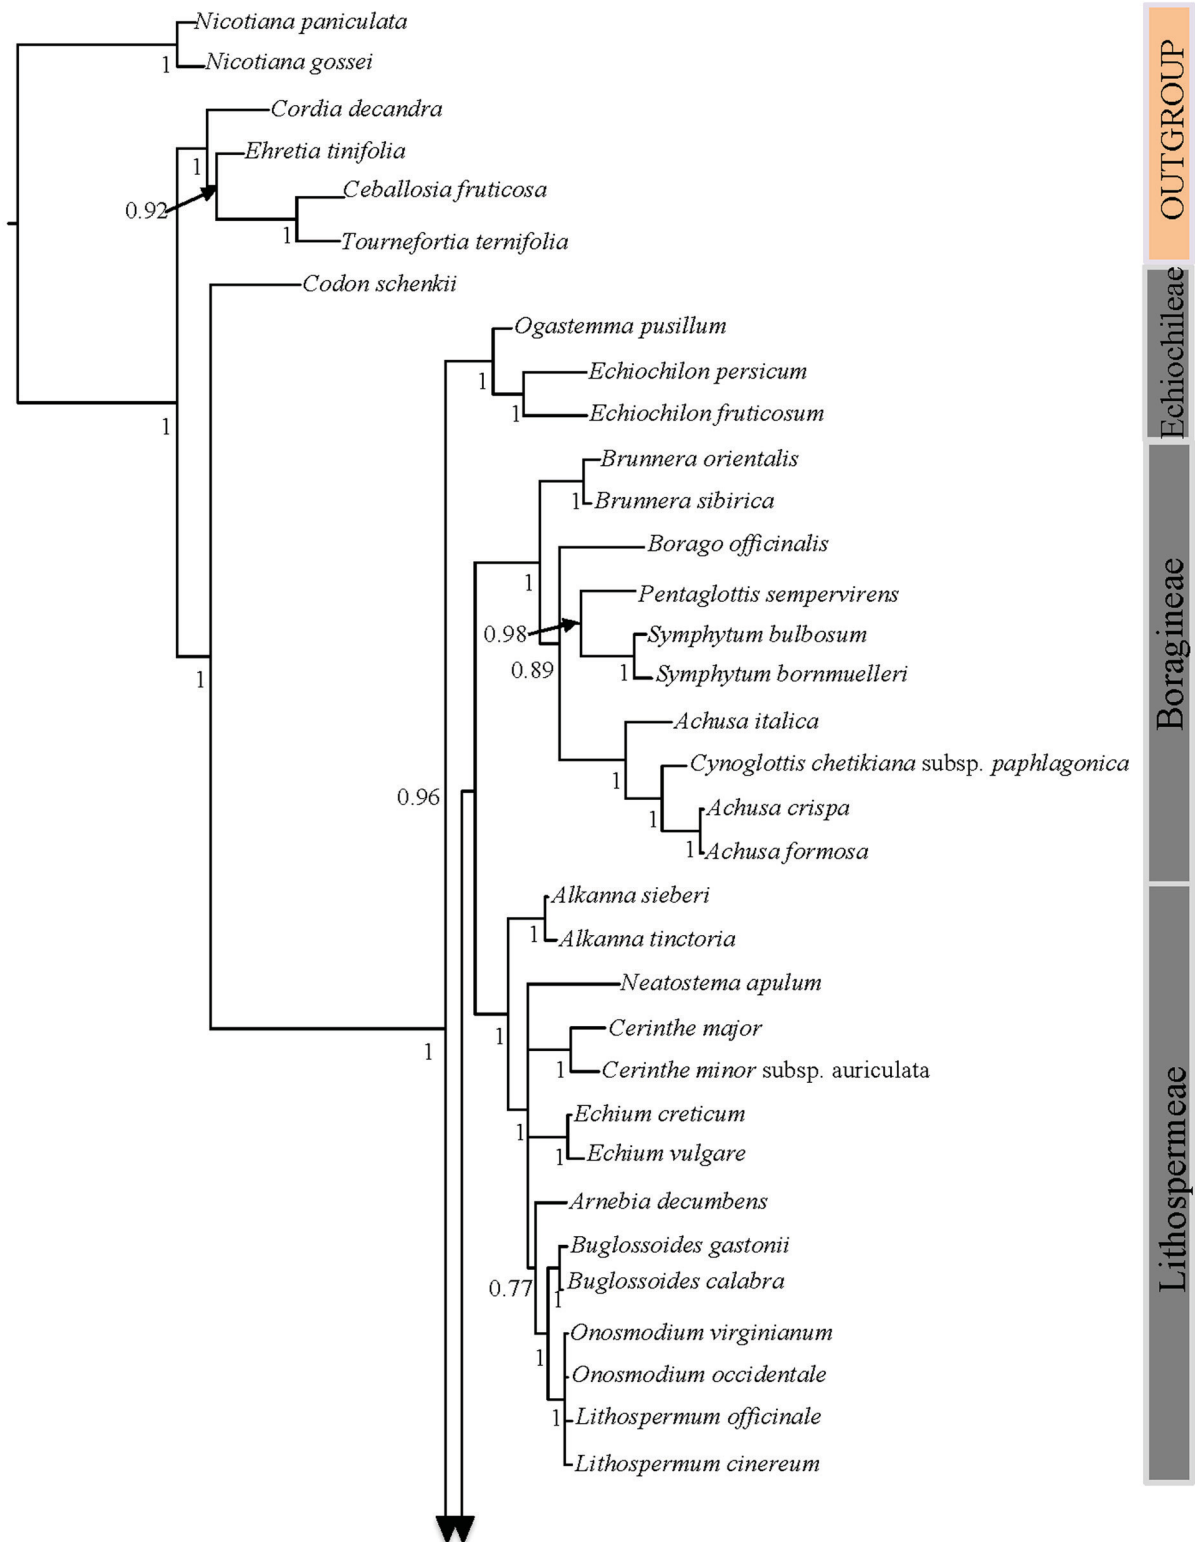 Nicotiana paniculata
1
Nicotiana gossei
Cordia decandra
1
Ehretia tinifolia
0.92
Ceballosia fruticosa
1
Tournefortia ternifolia
1
Codon schenkii
1
Ogastemma pusillum
1
Echiochilon persicum
1
Echiochilon fruticosum
Brunnera orientalis
1
Brunnera sibirica
1
Borago officinalis
Pentaglottis sempervirens
0.98
Symphytum bulbosum
1
Symphytum bornmuelleri
0.89
Achusa italica
1
Cynoglottis chetikiana subsp. paphlagonica
1
Achusa crispa
1
Achusa formosa
0.96
Alkanna sieberi
1
Alkanna tinctoria
1
Neatostema apulum
1
Cerinthe major
1
Cerinthe minor subsp. auriculata
1
Echium creticum
1
Echium vulgare
Arnebia decumbens
0.77
Buglossoides gastonii
1
Buglossoides calabra
1
Onosmodium virginianum
Onosmodium occidentale
1
Lithospermum officinale
Lithospermum cinereum
OUTGROUP
Echiochileae
Boragineae
Lithospermeae